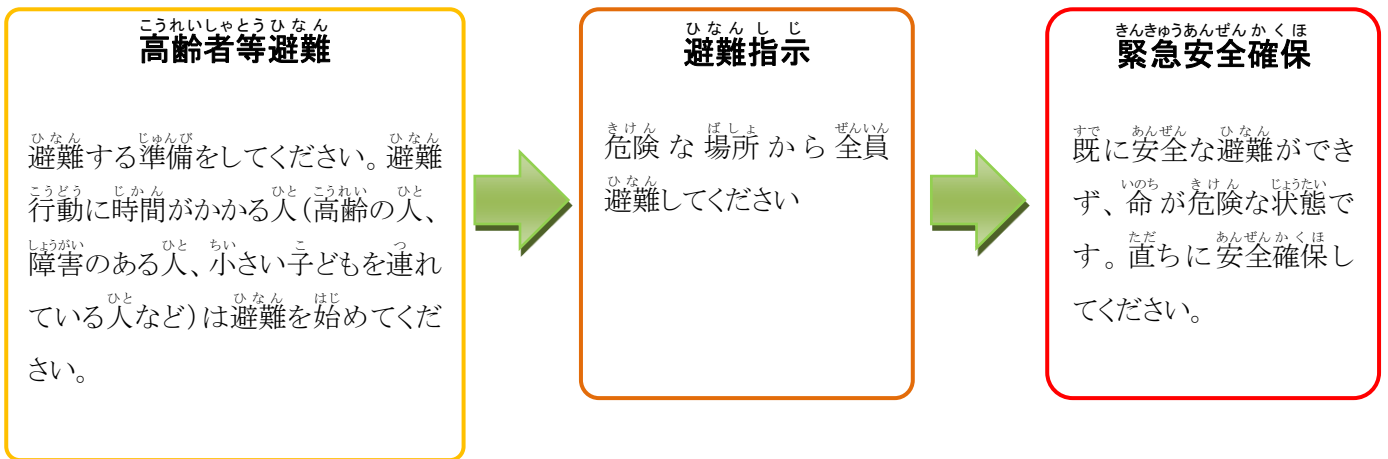 こうれいしゃとうひなん
高齢者等避難
ひなん じゅんび ひなん
避難する準備をしてください。避難
こうどう じかん ひと こうれい ひと
行動に時間がかかる人(高齢の人、
しょうがい ひと ちい こ つ
障害のある人、小さい子どもを連れ
ひと ひなん はじ
ている人など)は避難を始めてくだ
さい。
ひなんしじ
避難指示
きけん ばしょ ぜんいん
危険な場所から全員
ひなん
避難してください
きんきゅうあんぜんかくほ
緊急安全確保
すで あんぜん ひなん
既に安全な避難ができ
いのち きけん じょうたい
ず、命が危険な状態で
ただ あんぜんかくほ
す。直ちに安全確保し
てください。